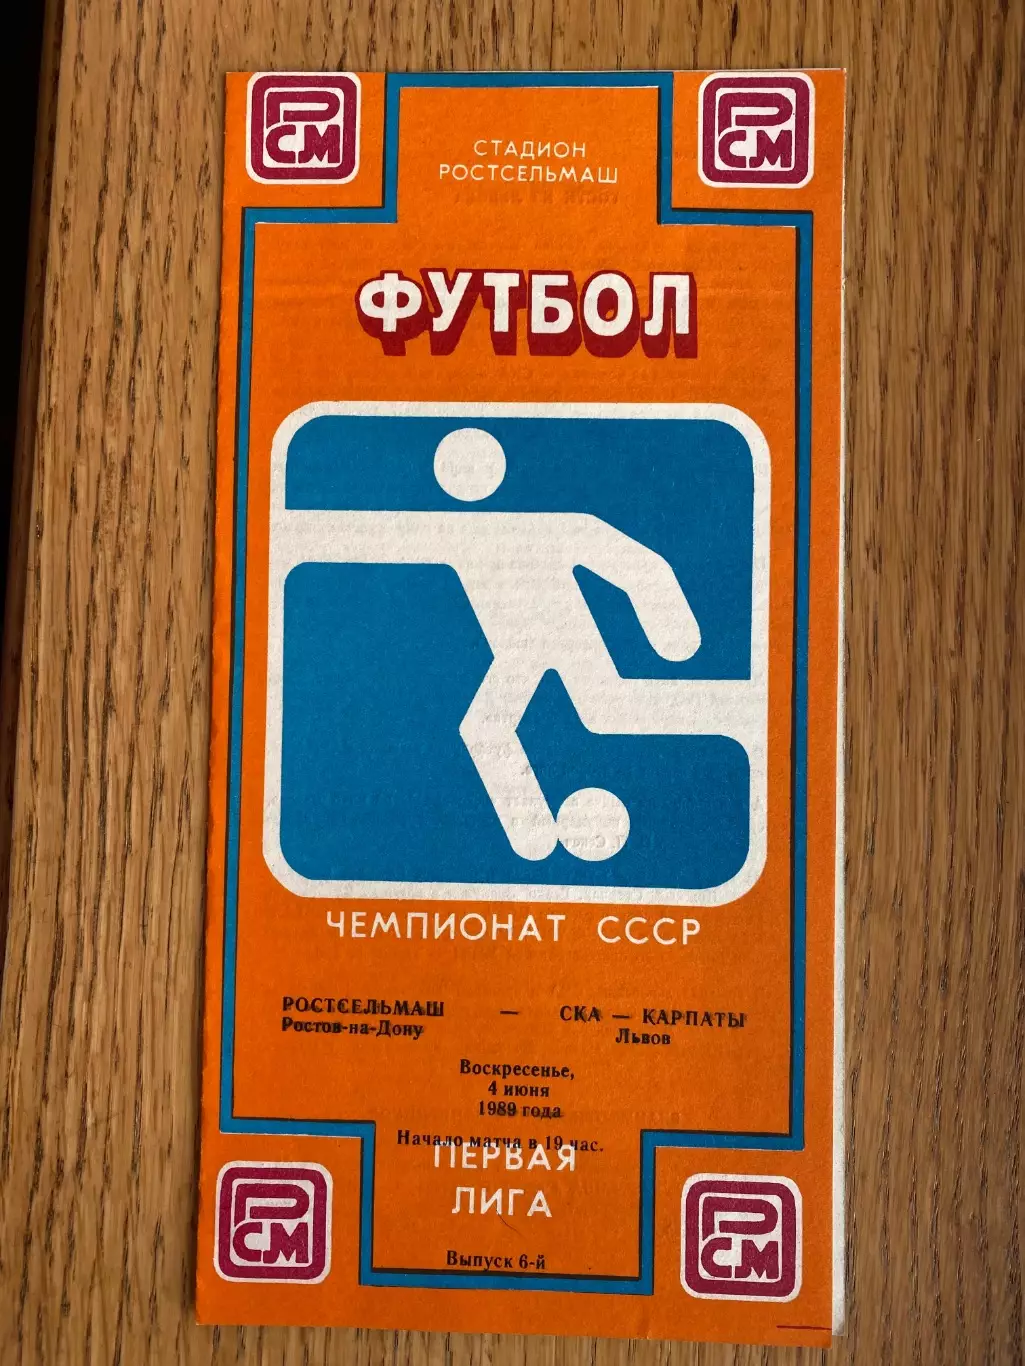 РСМ
РСМ
СТАДИОН
РОСТСЕЛЬМАШ
ФУТБОЛ
ЧЕМПИОНАТ СССР
РОСТСЕЛЬМАШ — СКА — КАРПАТЫ
Ростов-на-Дону Львов
Воскресенье,
4 июня
1989 года
Начало матча в 19 час.
ПЕРВАЯ
ЛИГА
Выпуск 6-й
РСМ
РСМ